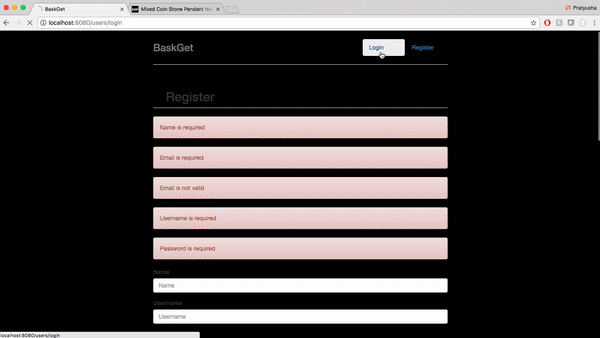 BaskGet
Mixed Coin Stone Pendant Ne
Pratyusha
localhost:8080/users/login
BaskGet
Login
Register
Register
Name is required
Email is required
Email is not valid
Username is required
Password is required
Name
Name
Username
Username
localhost:8080/users/login